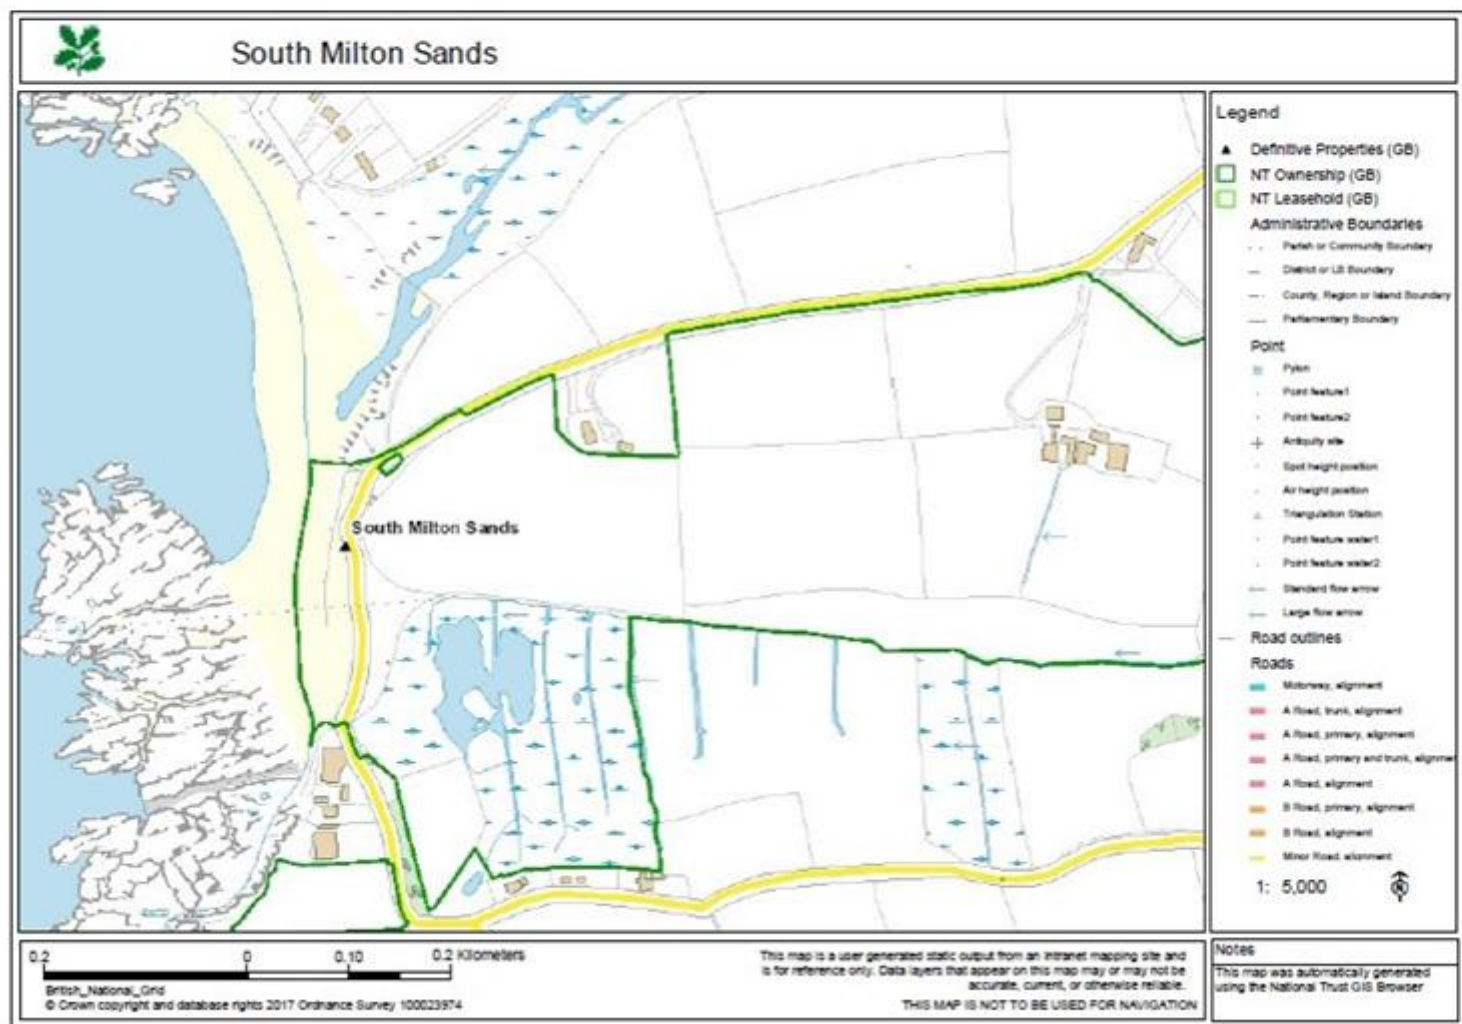 South Milton Sands
South Milton Sands
Legend
Definitive Properties (GB)
NT Ownership (GB)
NT Leasehold (GB)
Administrative Boundaries
Parish or Community Boundary
District or LB Boundary
County, Region or Island Boundary
Parliamentary Boundary
Point
Pylon
Point feature1
Point feature2
Antiquity site
Spot height position
Air height position
Triangulation Station
Point feature water1
Point feature water2
Standard flow arrow
Large flow arrow
Road outlines
Roads
Motorway, alignment
A Road, trunk, alignment
A Road, primary, alignment
A Road, primary and trunk, alignmer
A Road, alignment
B Road, primary, alignment
B Road, alignment
Minor Road, alignment
1: 5,000
N
0.2 0 0.10 0.2 Kilometers
British_National_Grid
© Crown copyright and database rights 2017 Ordnance Survey 100023974
This map is a user generated static output from an Intranet mapping site and
is for reference only. Data layers that appear on this map may or may not be
accurate, current, or otherwise reliable.
THIS MAP IS NOT TO BE USED FOR NAVIGATION
Notes
This map was automatically generated
using the National Trust GIS Browser